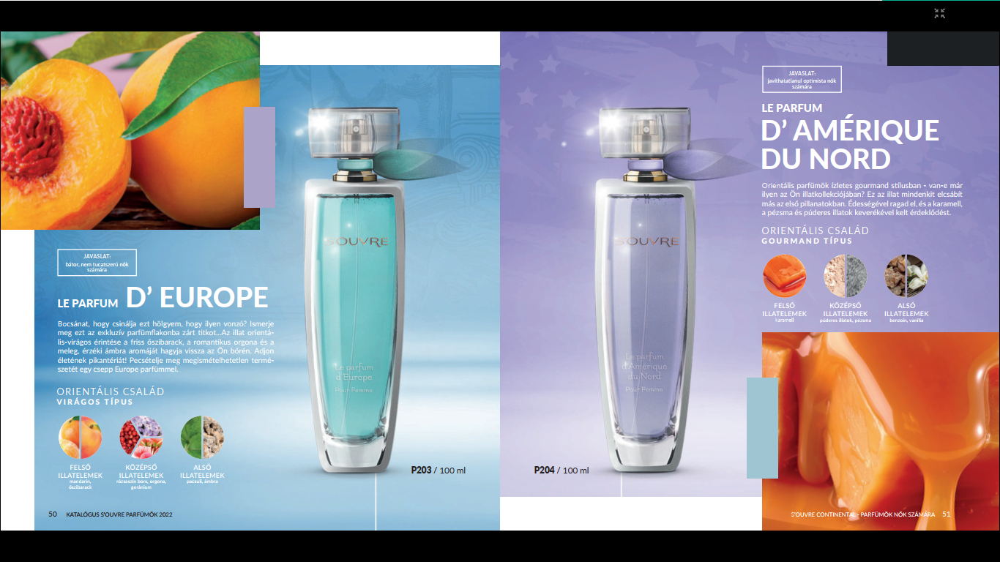 JAVASLAT:
bátor, nem tucatszerű nők
számára
LE PARFUM D' EUROPE
Bocsánat, hogy csinálja ezt hölgyem, hogy ilyen vonzó? Ismerje
meg ezt az exkluzív parfümflakonba zárt titkot...Az illat orientá-
lis-virágos érintése a friss őszibarack, a romantikus orgona és a
meleg, érzéki ámbra aromáját hagyja vissza az Ön bőrén. Adjon
életének pikantériát! Pecsételje meg megismételhetetlen termé-
szetét egy csepp Europe parfümmel.
ORIENTÁLIS CSALÁD
VIRÁGOS TÍPUS
FELSŐ
ILLATELEMEK
mandarin,
őszibarack
KÖZÉPSŐ
ILLATELEMEK
rózsaszín bors, orgona,
geránium
ALSÓ
ILLATELEMEK
pacsuli, ámbra
S'OUVRE
Le parfum
d'Europe
Pour Femme
P203 / 100 ml
50 KATALÓGUS S'OUVRE PARFÜMÖK 2022
JAVASLAT:
javíthatatlanul optimista nők
számára
LE PARFUM
D' AMÉRIQUE
DU NORD
Orientális parfümök ízletes gourmand stílusban - van-e már
ilyen az Ön illatkollekciójában? Ez az illat mindenkit elcsábít
más az első pillanatokban. Édességével ragad el, és a karamell,
a pézsma és púderes illatok keverékével kelt érdeklődést.
ORIENTÁLIS CSALÁD
GOURMAND TÍPUS
FELSŐ
ILLATELEMEK
karamell
KÖZÉPSŐ
ILLATELEMEK
púderes illatok, pézsma
ALSÓ
ILLATELEMEK
benzoin, vanília
S'OUVRE
Le parfum
d'Amérique
du Nord
Pour Femme
P204 / 100 ml
S'OUVRE CONTINENTAL - PARFÜMÖK NŐK SZÁMÁRA 51